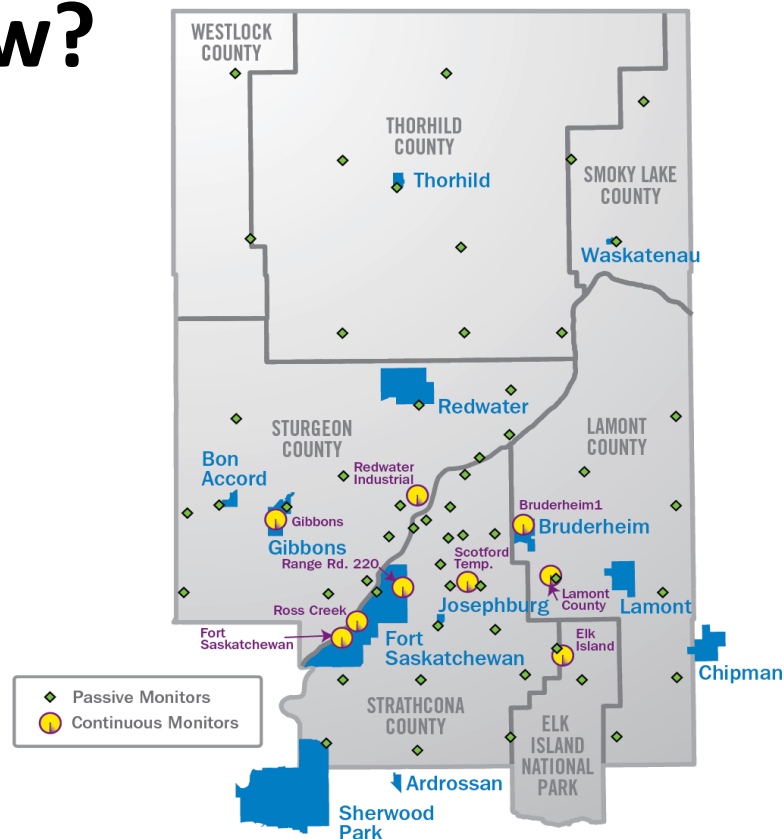 w?
WESTLOCK
COUNTY
THORHILD
COUNTY
Thorhild
SMOKY LAKE
COUNTY
Waskatenau
Redwater
STURGEON
COUNTY
LAMONT
COUNTY
Bon
Accord
Redwater
Industrial
Gibbons
Gibbons
Bruderheim1
Bruderheim
Range Rd. 220
Scotford
Temp.
Ross Creek
Josephburg
Lamont
County
Lamont
Fort
Saskatchewan
Fort
Saskatchewan
Elk
Island
Chipman
Passive Monitors
Continuous Monitors
STRATHCONA
COUNTY
ELK
ISLAND
NATIONAL
PARK
Ardrossan
Sherwood
Park